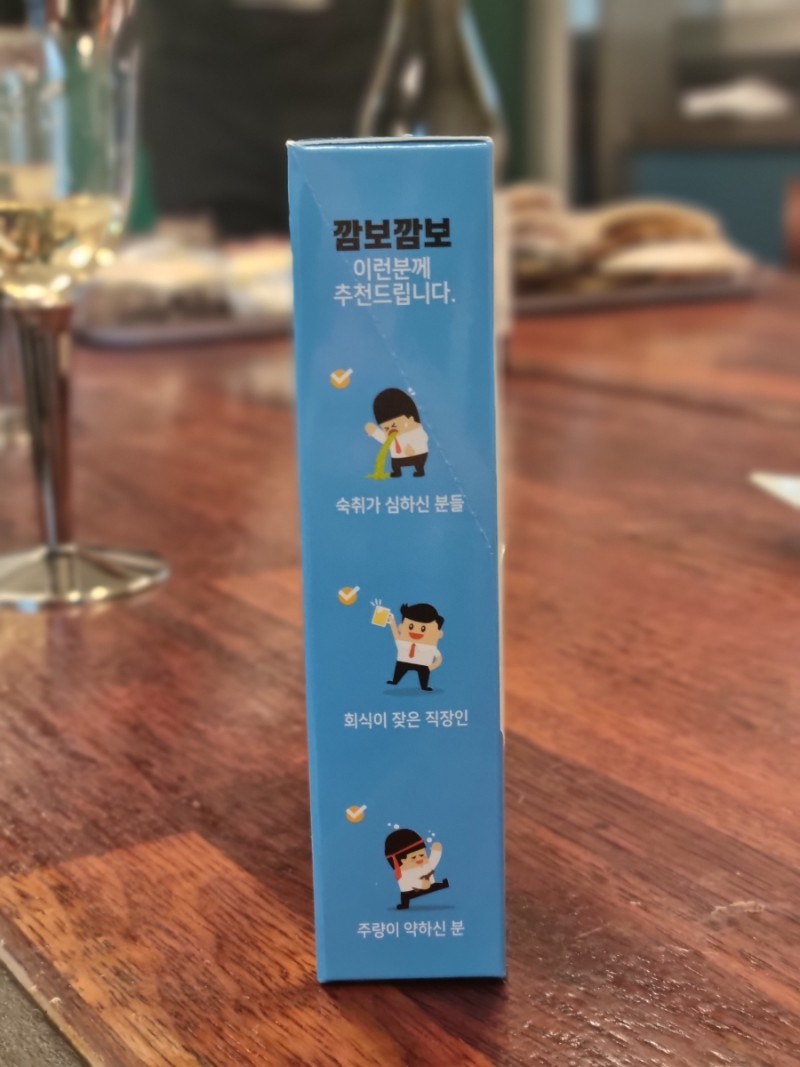 깜보깜보
이런분께
추천드립니다.
숙취가 심하신 분들
회식이 잦은 직장인
주량이 약하신 분